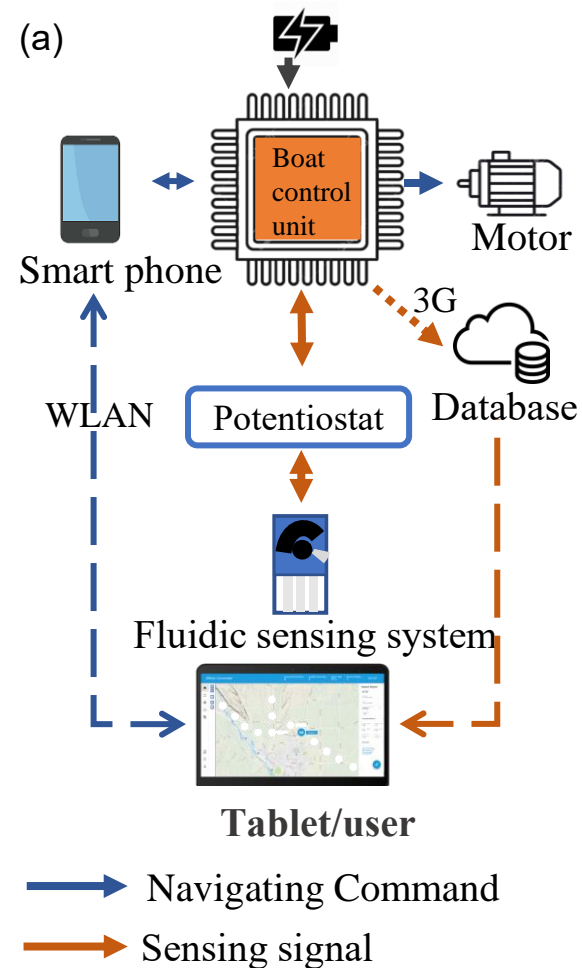 (a)
Boat
control
unit
Motor
Smart phone
3G
WLAN
Potentiostat
Database
Fluidic sensing system
Tablet/user
Navigating Command
Sensing signal